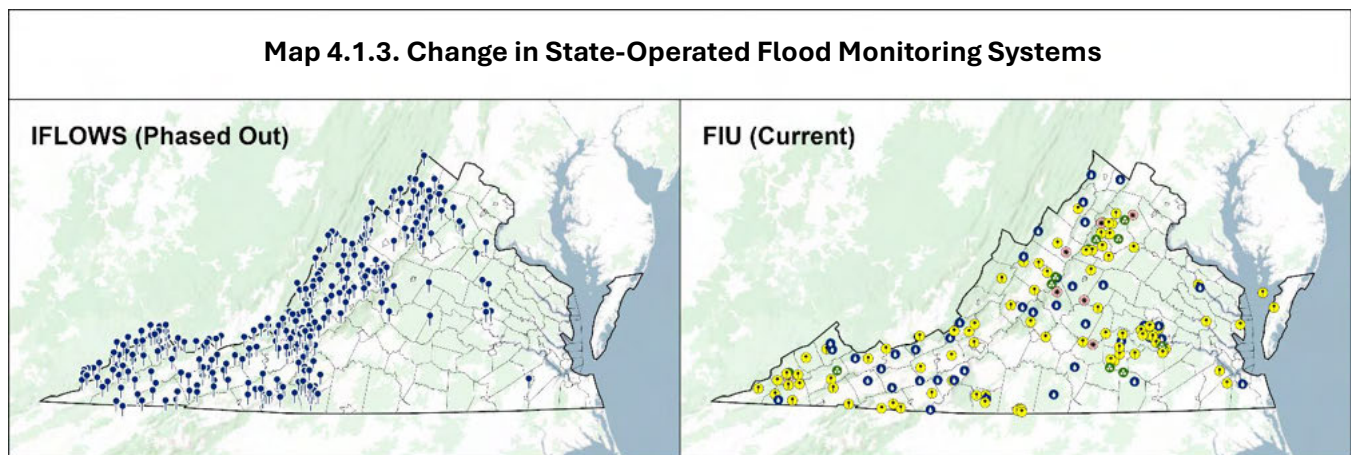 Map 4.1.3. Change in State-Operated Flood Monitoring Systems
IFLOWS (Phased Out)
FIU (Current)